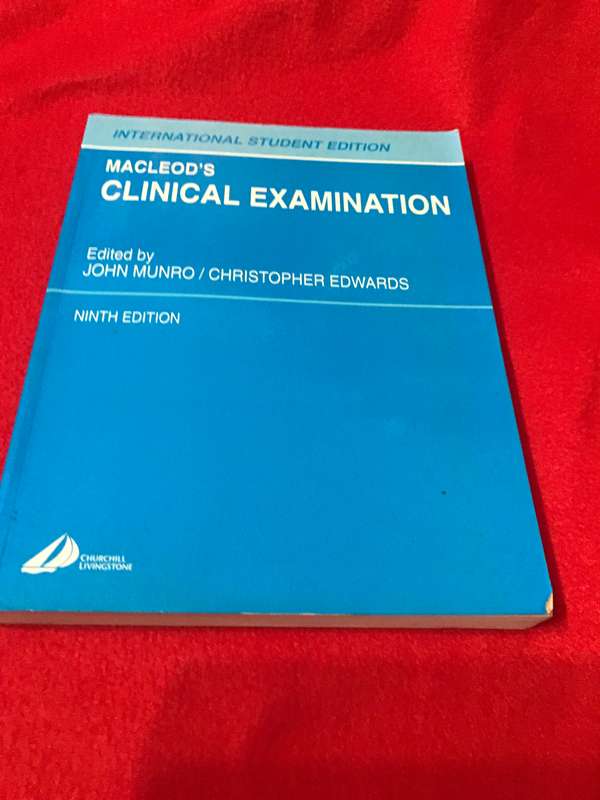 INTERNATIONAL STUDENT EDITION
MACLEOD'S
CLINICAL EXAMINATION
Edited by
JOHN MUNRO / CHRISTOPHER EDWARDS
NINTH EDITION
CHURCHILL
LIVINGSTONE